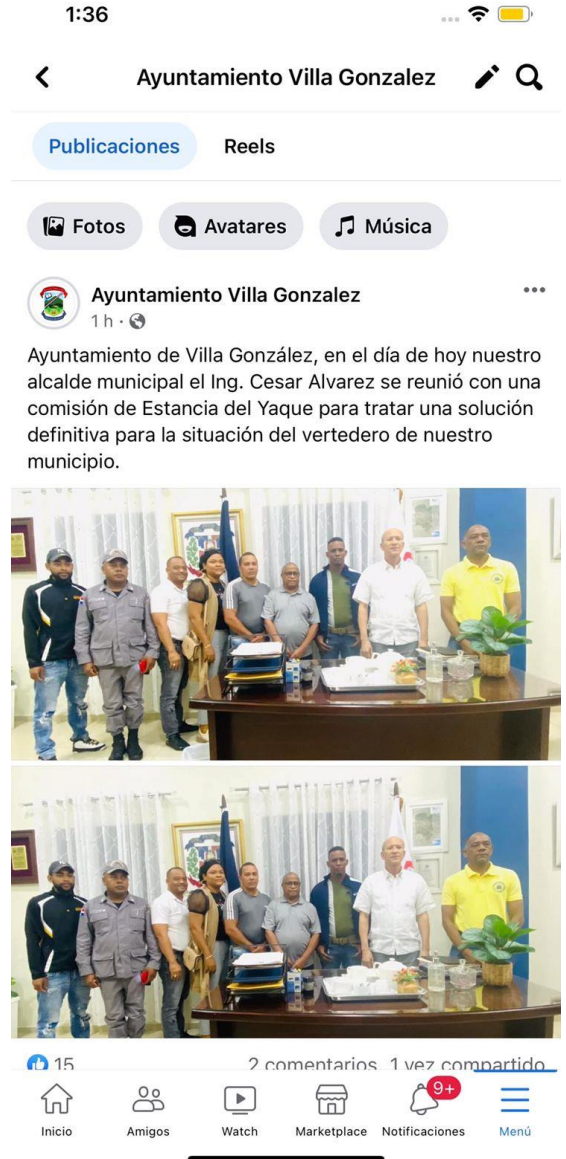 1:36
Ayuntamiento Villa Gonzalez
Publicaciones Reels
Fotos Avatares Música
Ayuntamiento Villa Gonzalez
1 h ·
Ayuntamiento de Villa González, en el día de hoy nuestro
alcalde municipal el Ing. Cesar Alvarez se reunió con una
comisión de Estancia del Yaque para tratar una solución
definitiva para la situación del vertedero de nuestro
municipio.
15 2 comentarios 1 vez compartido
9+
Inicio Amigos Watch Marketplace Notificaciones Menú